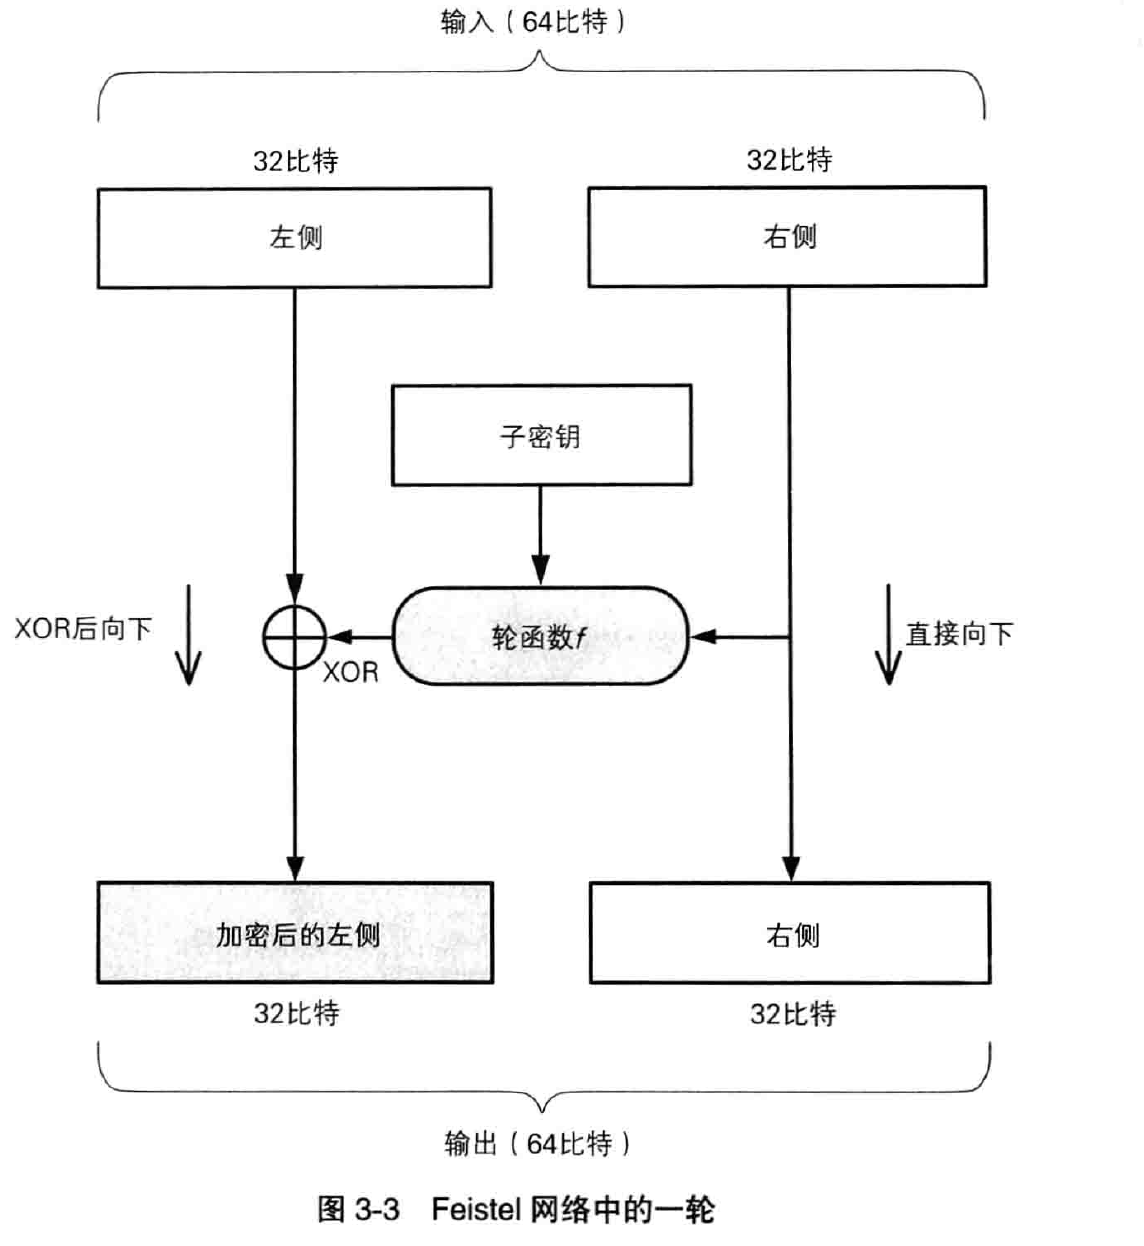 输入（64比特）
32比特
32比特
左侧
右侧
子密钥
XOR后向下
轮函数f
直接向下
XOR
加密后的左侧
右侧
32比特
32比特
输出（64比特）
图 3-3 Feistel 网络中的一轮